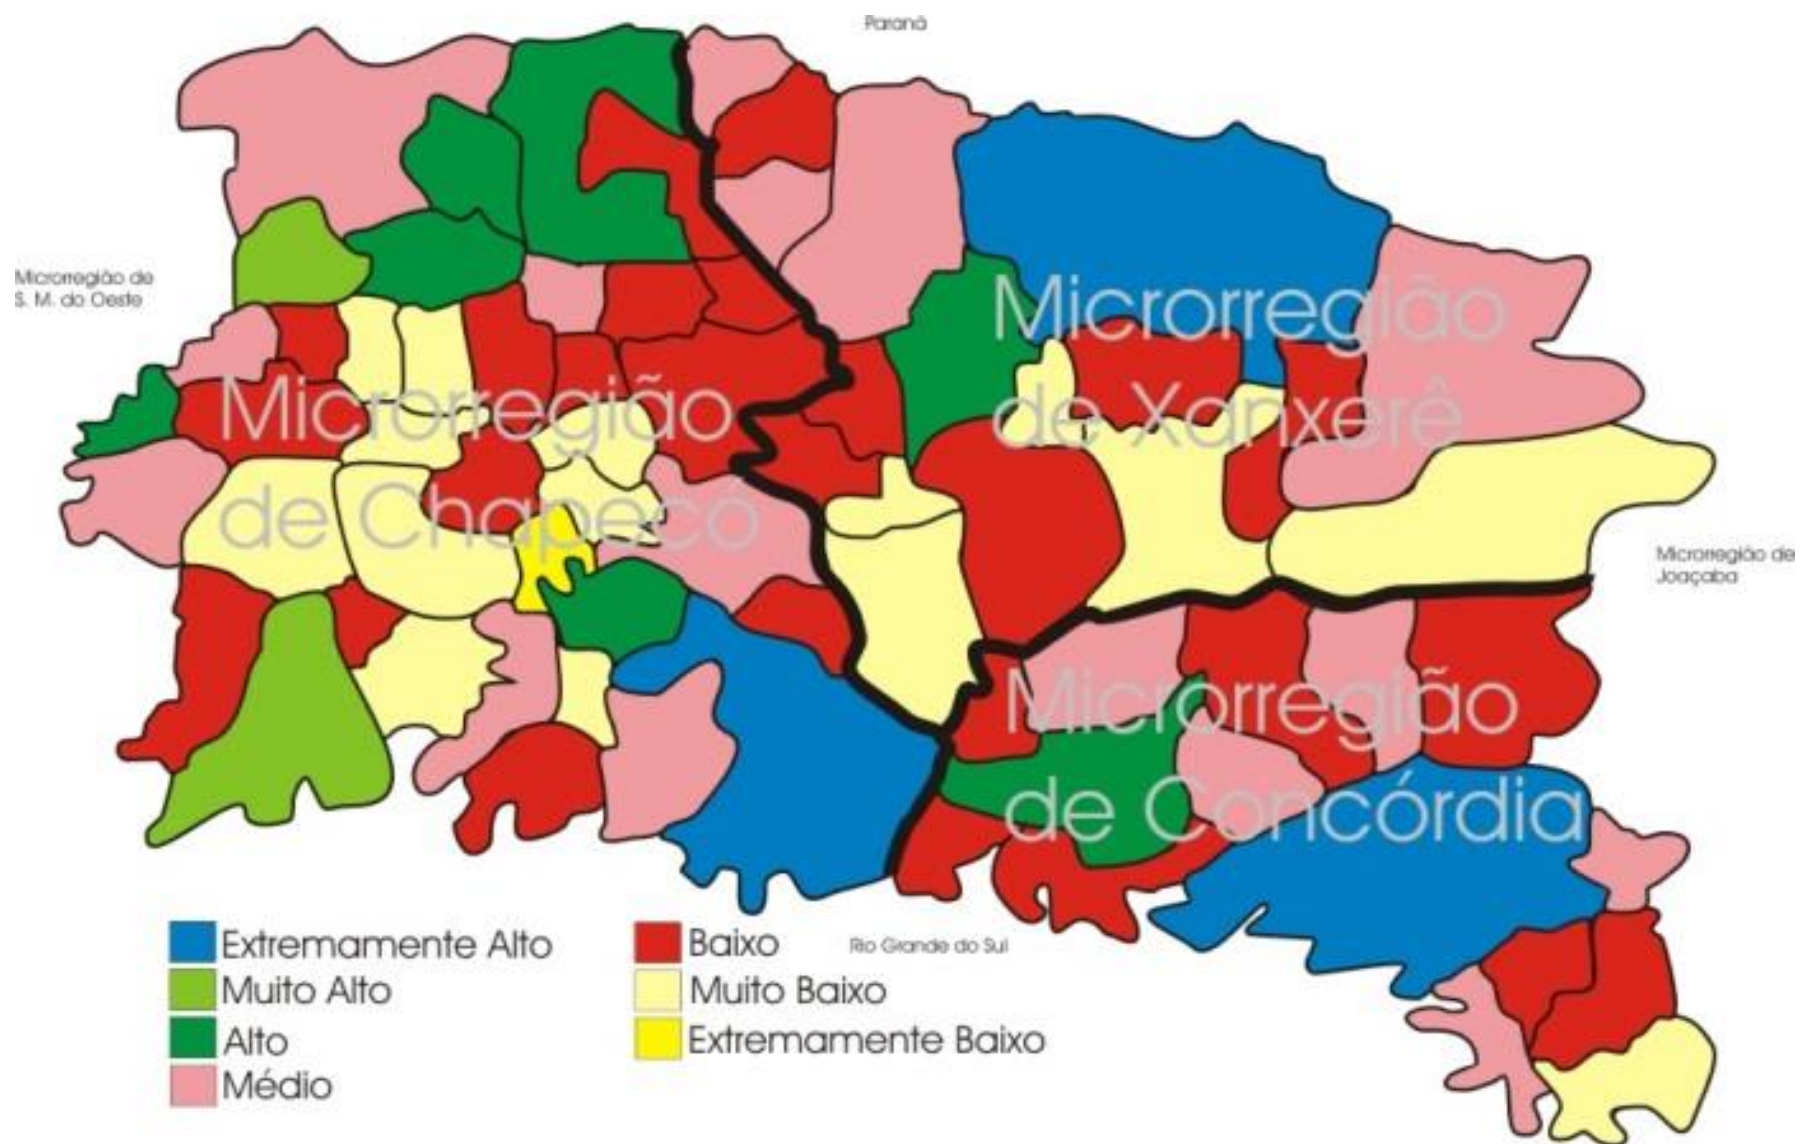 Paraná
Microrregião de
S. M. do Oeste
Microrregião
de Xanxerê
Microrregião
de Chapecó
Microrregião de
Joaçaba
Microrregião
de Concórdia
Extremamente Alto
Muito Alto
Alto
Médio
Baixo
Muito Baixo
Extremamente Baixo
Rio Grande do Sul